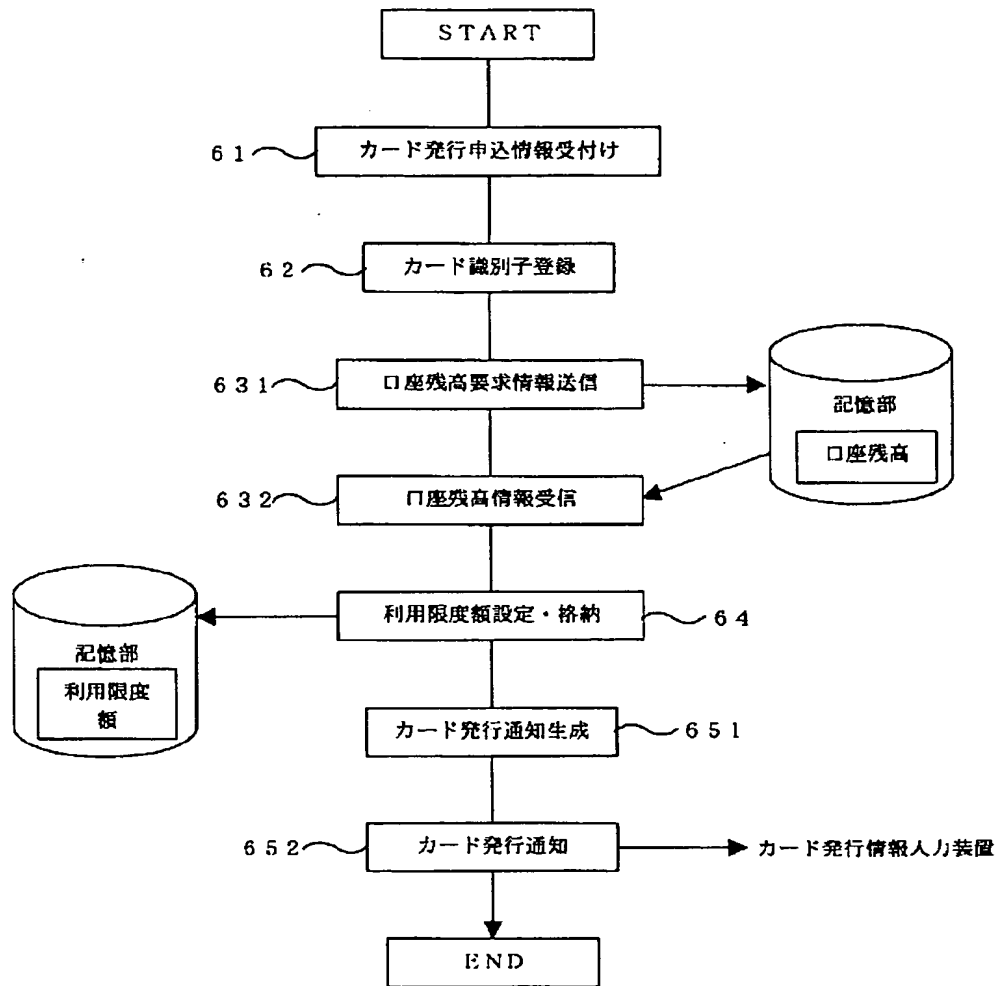 START
61
カード発行申込情報受付け
62
カード識別子登録
631
口座残高要求情報送信
記憶部
口座残高
632
口座残高情報受信
利用限度額設定・格納
64
記憶部
利用限度
額
カード発行通知生成
651
652
カード発行通知
カード発行情報入力装置
END